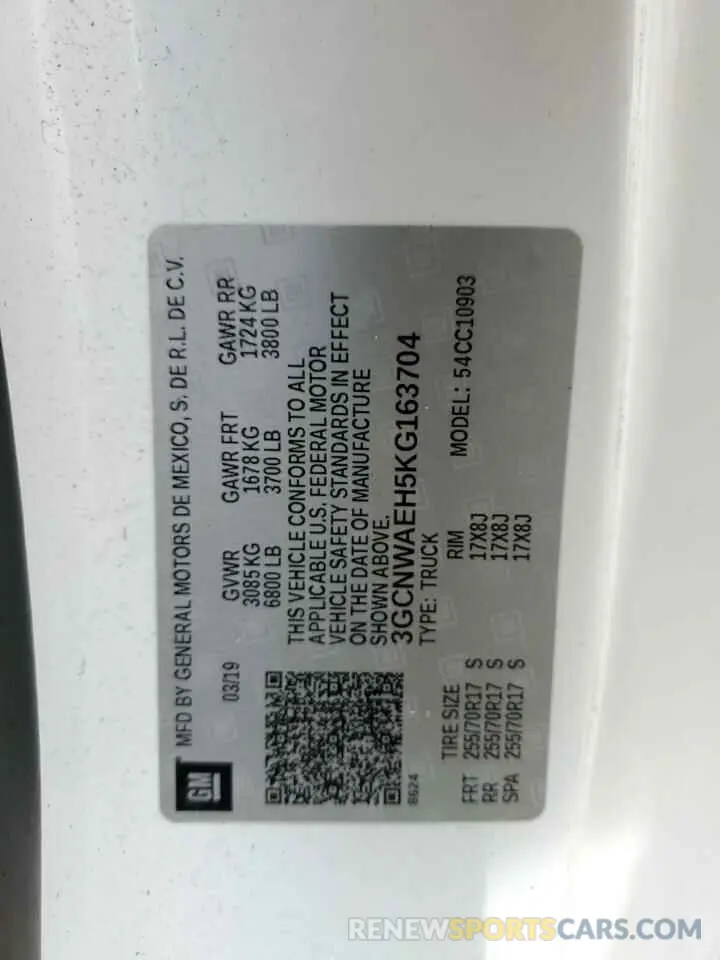 GM
MFD BY GENERAL MOTORS DE MEXICO, S. DE R.L. DE C.V.
03/19
GVWR GAWR FRT GAWR RR
3085 KG 1678 KG 1724 KG
6800 LB 3700 LB 3800 LB
THIS VEHICLE CONFORMS TO ALL
APPLICABLE U.S. FEDERAL MOTOR
VEHICLE SAFETY STANDARDS IN EFFECT
ON THE DATE OF MANUFACTURE
SHOWN ABOVE.
3GCNWAEH5KG163704
TYPE: TRUCK
MODEL: 54CC10903
8624
TIRE SIZE RIM
FRT 255/70R17 S 17X8J
RR 255/70R17 S 17X8J
SPA 255/70R17 S 17X8J
RENEWSPORTSCARS.COM